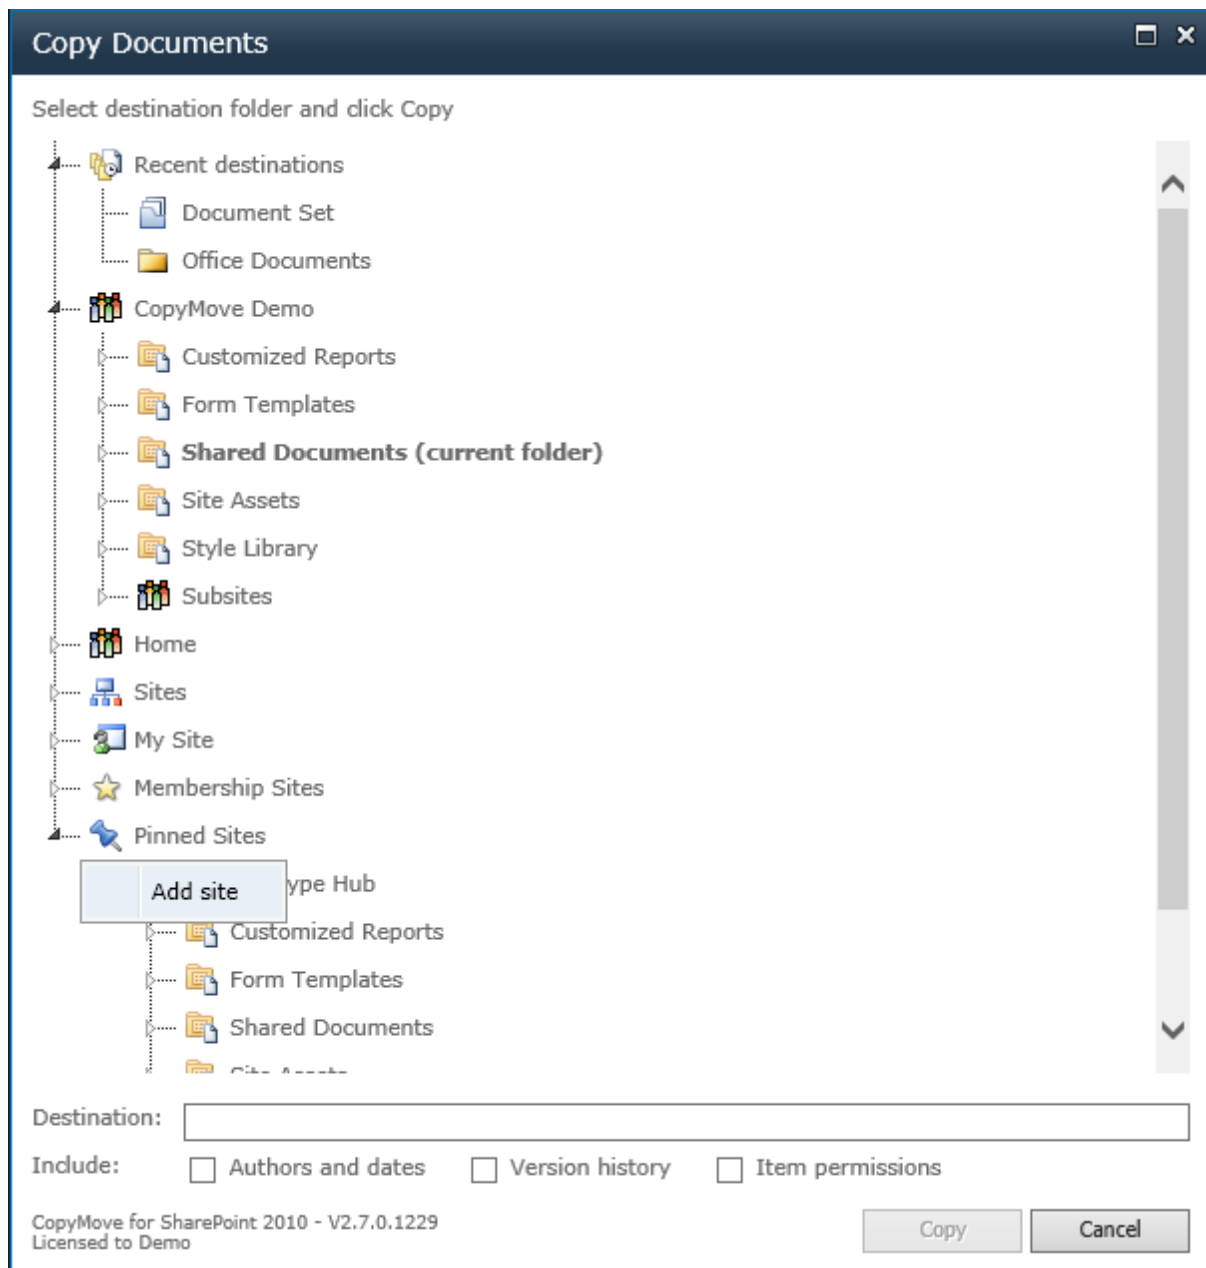 Copy Documents
Select destination folder and click Copy
Recent destinations
Document Set
Office Documents
CopyMove Demo
Customized Reports
Form Templates
Shared Documents (current folder)
Site Assets
Style Library
Subsites
Home
Sites
My Site
Membership Sites
Pinned Sites
Add site
ype Hub
Customized Reports
Form Templates
Shared Documents
Site Assets
Destination:
Include: Authors and dates Version history Item permissions
CopyMove for SharePoint 2010 - V2.7.0.1229
Licensed to Demo
Copy Cancel